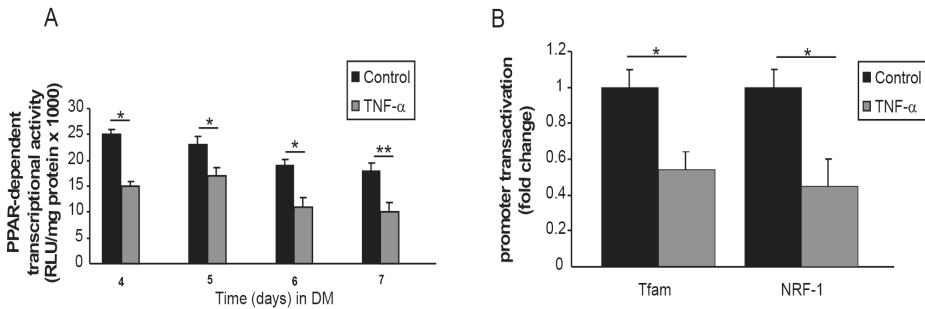 A
PPAR-dependent
transcriptional activity
(RLU/mg protein x 1000)
30
25
20
15
10
5
0
*
*
*
**
Control
TNF-α
4
5
6
7
Time (days) in DM
B
promoter transactivation
(fold change)
1.2
1
0.8
0.6
0.4
0.2
0
*
*
Control
TNF-α
Tfam
NRF-1